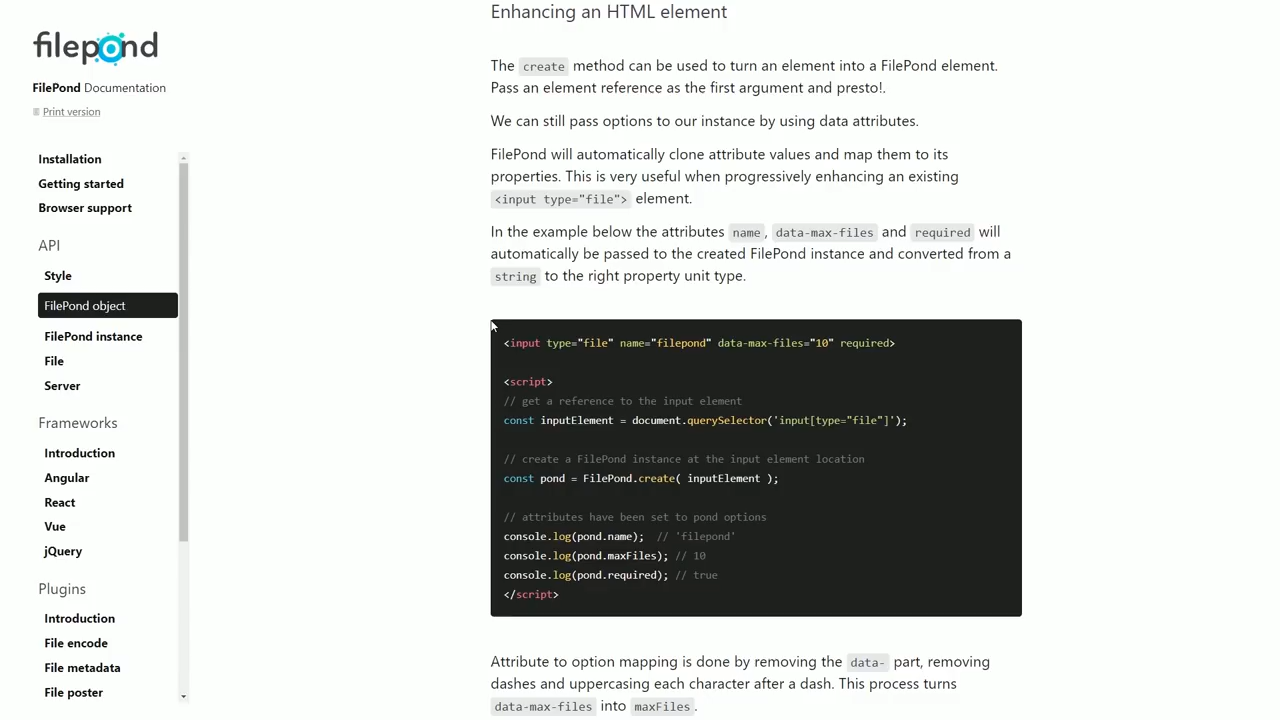 filepond
FilePond Documentation
Print version
Installation
Getting started
Browser support
API
Style
FilePond object
FilePond instance
File
Server
Frameworks
Introduction
Angular
React
Vue
jQuery
Plugins
Introduction
File encode
File metadata
File poster
Enhancing an HTML element
The create method can be used to turn an element into a FilePond element.
Pass an element reference as the first argument and presto!.
We can still pass options to our instance by using data attributes.
FilePond will automatically clone attribute values and map them to its
properties. This is very useful when progressively enhancing an existing
<input type="file"> element.
In the example below the attributes name, data-max-files and required will
automatically be passed to the created FilePond instance and converted from a
string to the right property unit type.
<input type="file" name="filepond" data-max-files="10" required>
<script>
// get a reference to the input element
const inputElement = document.querySelector('input[type="file"]');
// create a FilePond instance at the input element location
const pond = FilePond.create( inputElement );
// attributes have been set to pond options
console.log(pond.name);  // 'filepond'
console.log(pond.maxFiles); // 10
console.log(pond.required); // true
</script>
Attribute to option mapping is done by removing the data- part, removing
dashes and uppercasing each character after a dash. This process turns
data-max-files into maxFiles.